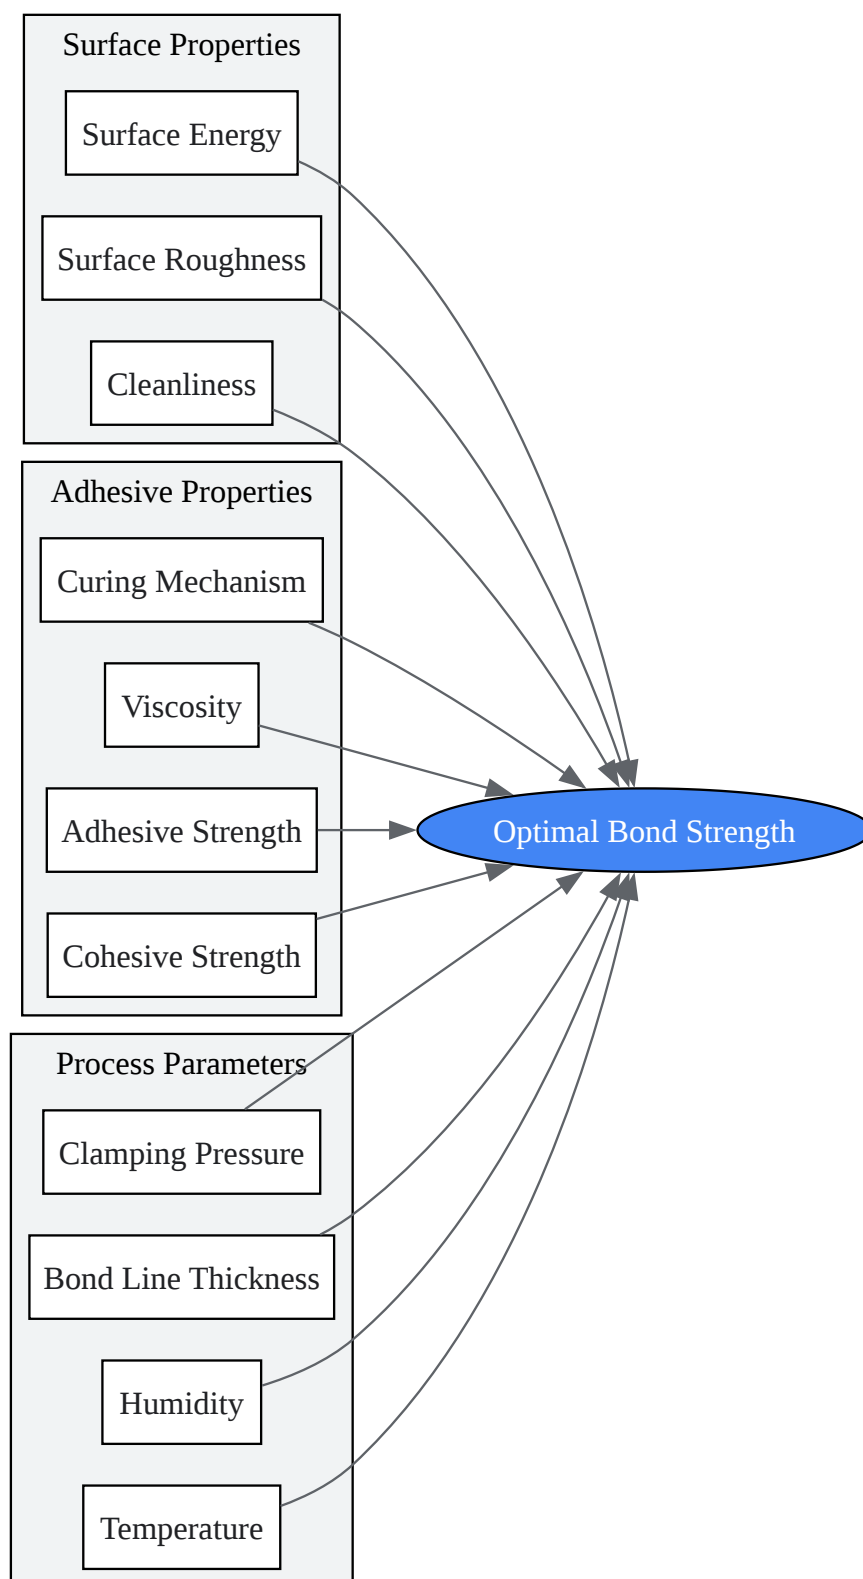 Surface Properties
Surface Energy
Surface Roughness
Cleanliness
Adhesive Properties
Curing Mechanism
Viscosity
Adhesive Strength
Optimal Bond Strength
Cohesive Strength
Process Parameters
Clamping Pressure
Bond Line Thickness
Humidity
Temperature